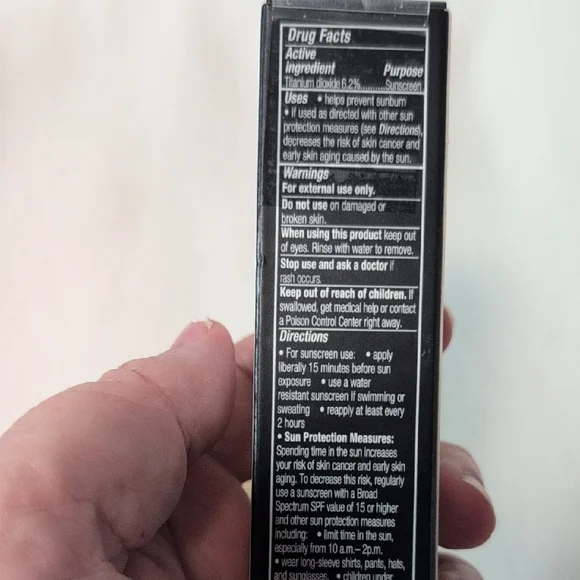 Drug Facts
Active
ingredient Purpose
Titanium dioxide 6.2%..........Sunscreen
Uses • helps prevent sunburn
• If used as directed with other sun
protection measures (see Directions),
decreases the risk of skin cancer and
early skin aging caused by the sun.
Warnings
For external use only.
Do not use on damaged or
broken skin.
When using this product keep out
of eyes. Rinse with water to remove.
Stop use and ask a doctor if
rash occurs.
Keep out of reach of children. If
swallowed, get medical help or contact
a Poison Control Center right away.
Directions
• For sunscreen use: • apply
liberally 15 minutes before sun
exposure • use a water
resistant sunscreen if swimming or
sweating • reapply at least every
2 hours
• Sun Protection Measures:
Spending time in the sun increases
your risk of skin cancer and early skin
aging. To decrease this risk, regularly
use a sunscreen with a Broad
Spectrum SPF value of 15 or higher
and other sun protection measures
including: • limit time in the sun,
especially from 10 a.m.– 2p.m.
• wear long-sleeve shirts, pants, hats,
and sunglasses. • children under